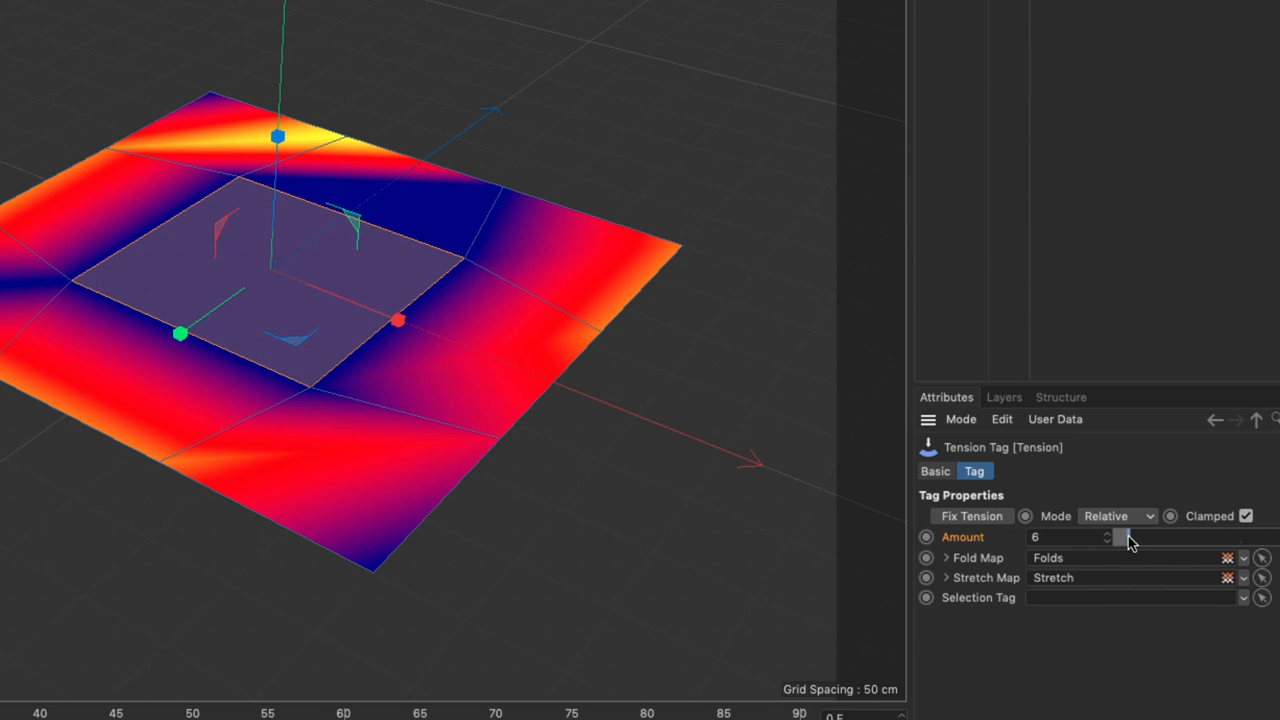 Attributes Layers Structure
Mode Edit User Data
Tension Tag [Tension]
Basic Tag
Tag Properties
Fix Tension Mode Relative Clamped
Amount 6
Fold Map Folds
Stretch Map Stretch
Selection Tag
Grid Spacing : 50 cm
40 45 50 55 60 65 70 75 80 85 90 0 F